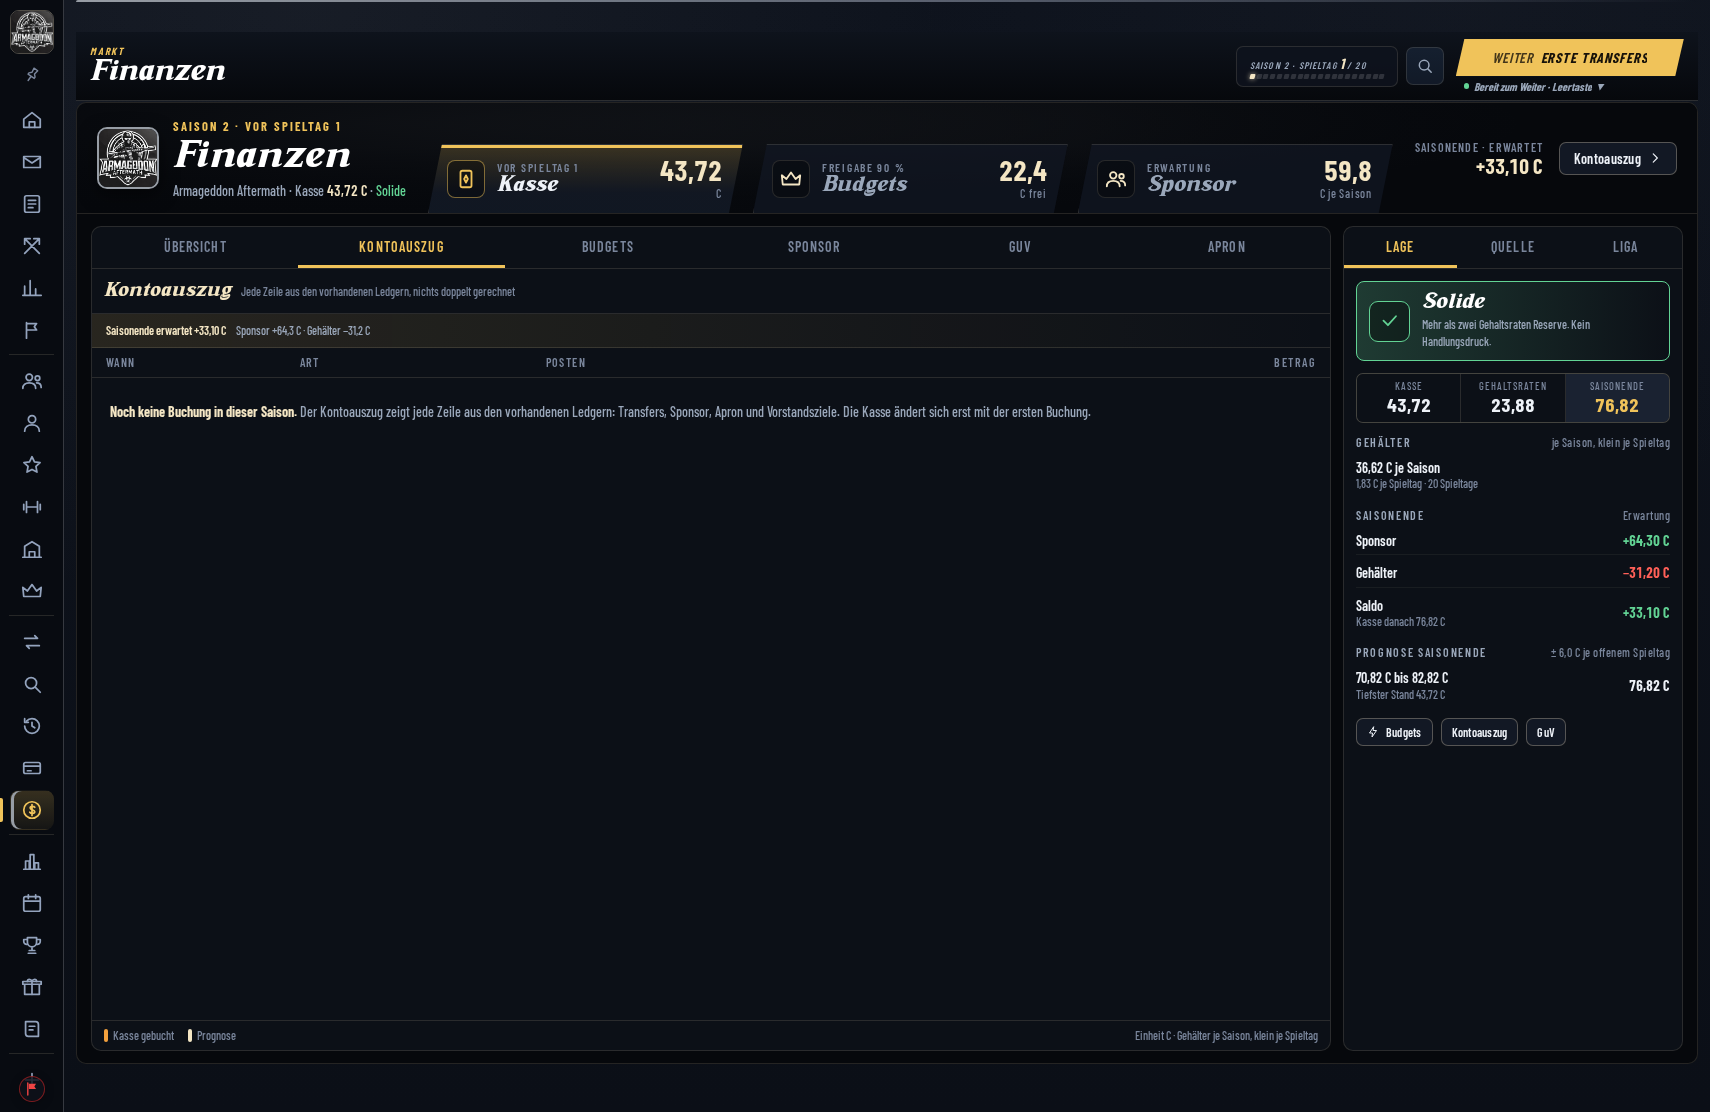 ARMAGEDDON
MARKT
Finanzen
SAISON 2 · SPIELTAG 1 / 20
WEITER ERSTE TRANSFERS
Bereit zum Weiter · Leertaste ▼
ARMAGEDDON
AFTERMATH
SAISON 2 · VOR SPIELTAG 1
Finanzen
Armageddon Aftermath · Kasse 43,72 C · Solide
VOR SPIELTAG 1
Kasse
43,72
C
FREIGABE 90 %
Budgets
22,4
C frei
ERWARTUNG
Sponsor
59,8
C je Saison
SAISONENDE · ERWARTET
+33,10 C
Kontoauszug
ÜBERSICHT
KONTOAUSZUG
BUDGETS
SPONSOR
GUV
APRON
Kontoauszug Jede Zeile aus den vorhandenen Ledgern, nichts doppelt gerechnet
Saisonende erwartet +33,10 C Sponsor +64,3 C · Gehälter −31,2 C
WANN
ART
POSTEN
BETRAG
Noch keine Buchung in dieser Saison. Der Kontoauszug zeigt jede Zeile aus den vorhandenen Ledgern: Transfers, Sponsor, Apron und Vorstandsziele. Die Kasse ändert sich erst mit der ersten Buchung.
Kasse gebucht
Prognose
Einheit C · Gehälter je Saison, klein je Spieltag
LAGE
QUELLE
LIGA
Solide
Mehr als zwei Gehaltsraten Reserve. Kein
Handlungsdruck.
KASSE
43,72
GEHALTSRATEN
23,88
SAISONENDE
76,82
GEHÄLTER
je Saison, klein je Spieltag
36,62 C je Saison
1,83 C je Spieltag · 20 Spieltage
SAISONENDE
Erwartung
Sponsor
+64,30 C
Gehälter
−31,20 C
Saldo
Kasse danach 76,82 C
+33,10 C
PROGNOSE SAISONENDE
± 6,0 C je offenem Spieltag
70,82 C bis 82,82 C
Tiefster Stand 43,72 C
76,82 C
Budgets
Kontoauszug
GuV